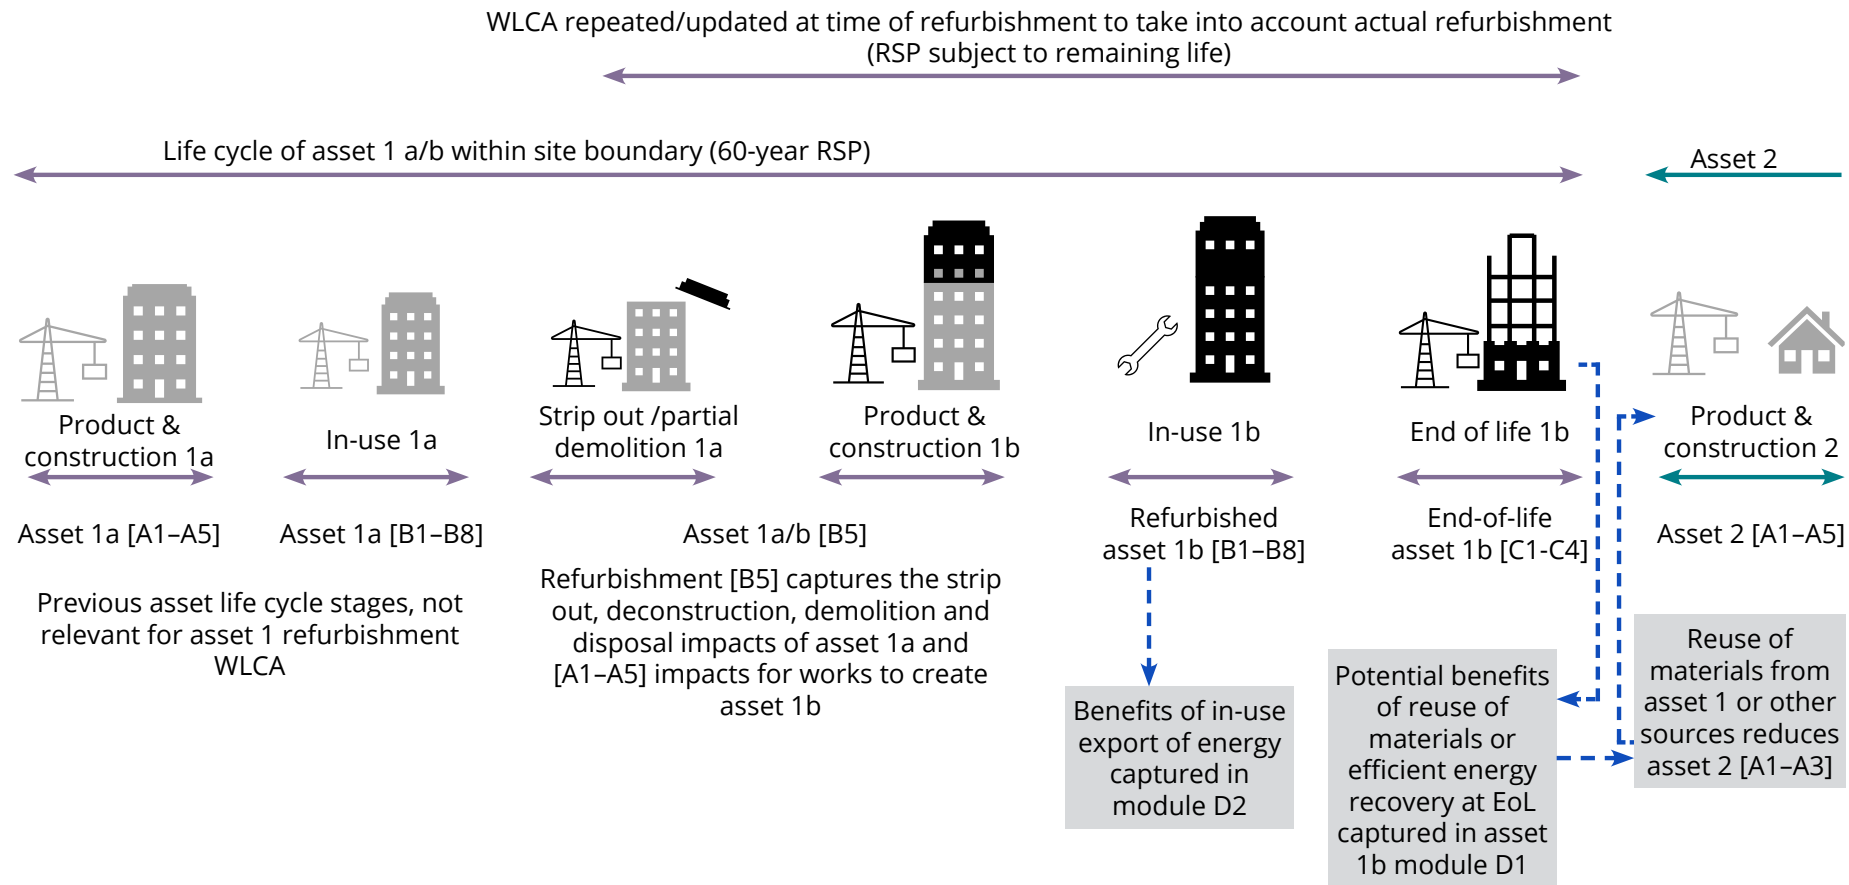 WLCA repeated/updated at time of refurbishment to take into account actual refurbishment
(RSP subject to remaining life)
Life cycle of asset 1 a/b within site boundary (60-year RSP)
Asset 2
Product &
construction 1a
In-use 1a
Strip out /partial
demolition 1a
Product &
construction 1b
In-use 1b
End of life 1b
Product &
construction 2
Asset 1a [A1–A5]
Asset 1a [B1–B8]
Asset 1a/b [B5]
Refurbished
asset 1b [B1–B8]
End-of-life
asset 1b [C1-C4]
Asset 2 [A1–A5]
Previous asset life cycle stages, not
relevant for asset 1 refurbishment
WLCA
Refurbishment [B5] captures the strip
out, deconstruction, demolition and
disposal impacts of asset 1a and
[A1–A5] impacts for works to create
asset 1b
Benefits of in-use
export of energy
captured in
module D2
Potential benefits
of reuse of
materials or
efficient energy
recovery at EoL
captured in asset
1b module D1
Reuse of
materials from
asset 1 or other
sources reduces
asset 2 [A1–A3]